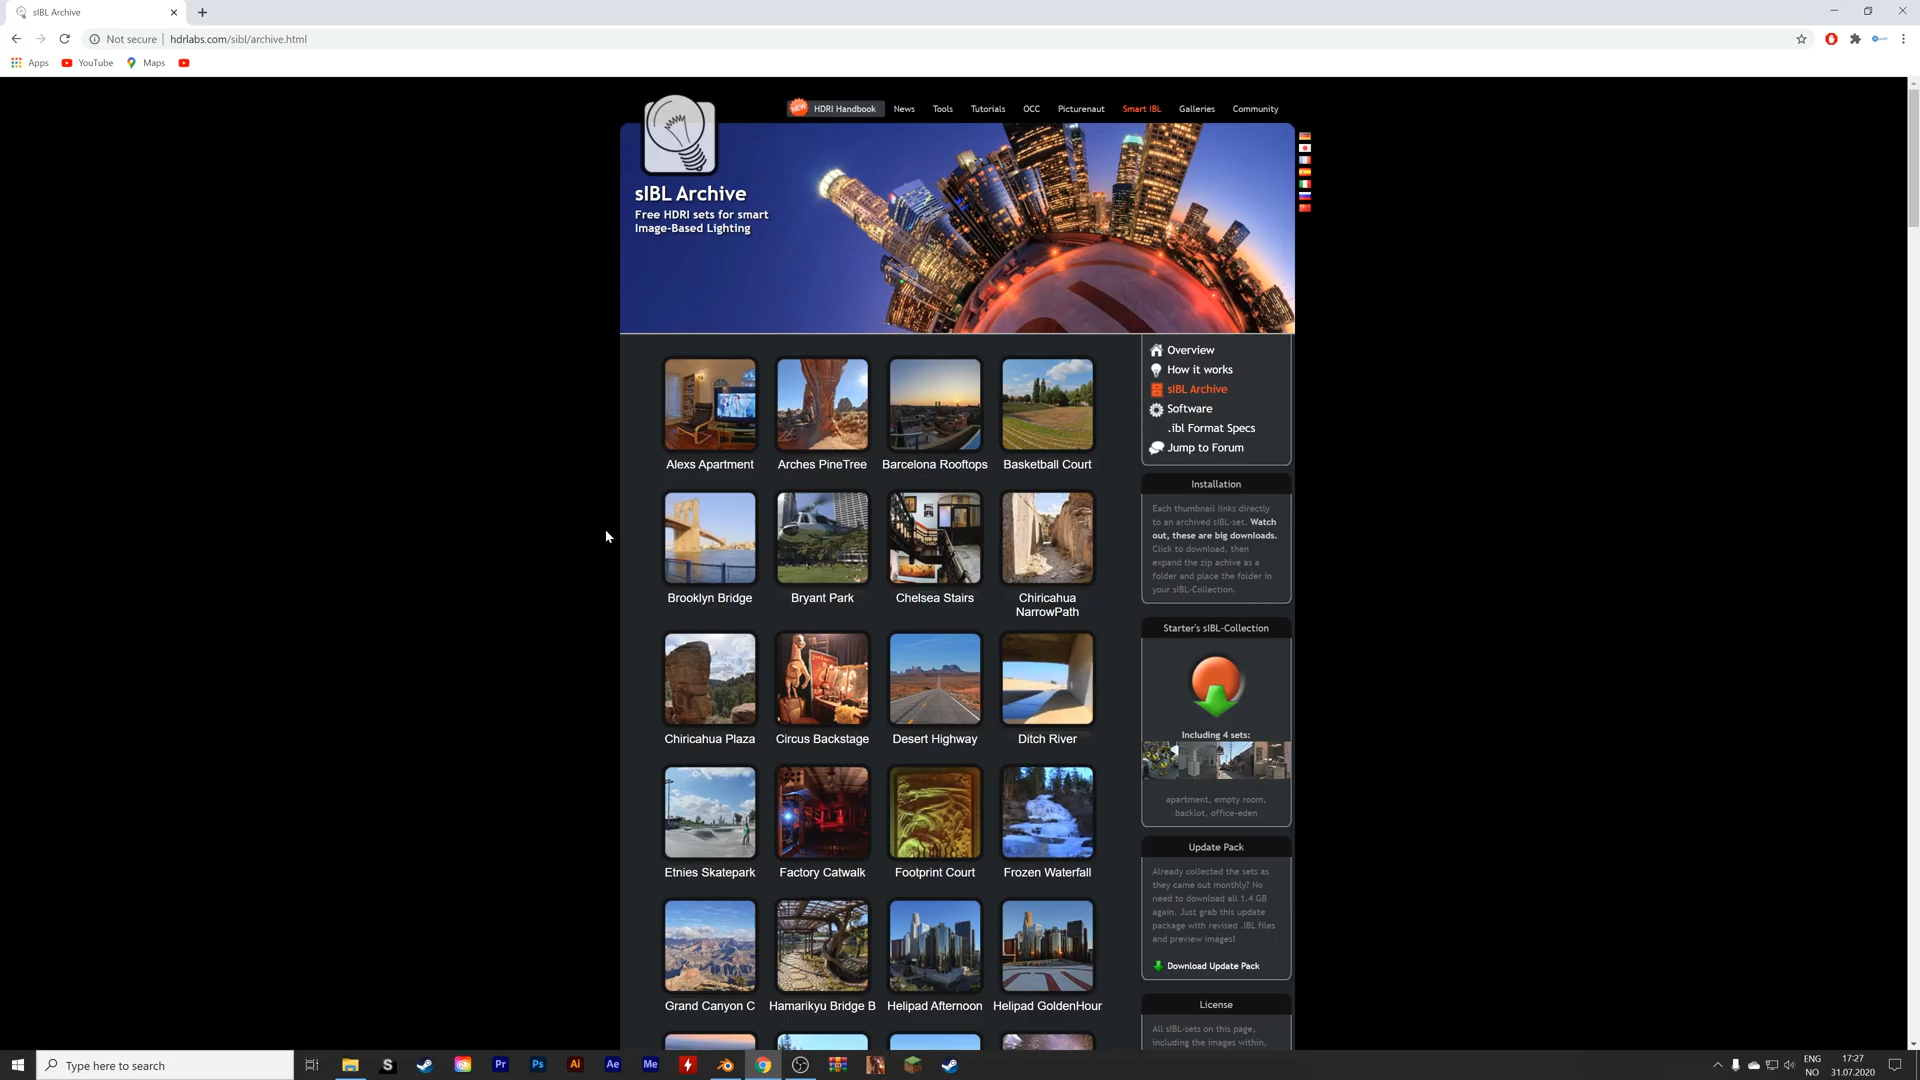 sIBL Archive
Not secure
hdrlabs.com/sibl/archive.html
Apps
YouTube
Maps
NEW
HDRI Handbook
News
Tools
Tutorials
OCC
Picturenaut
Smart IBL
Galleries
Community
sIBL Archive
Free HDRI sets for smart
Image-Based Lighting
Overview
How it works
sIBL Archive
Software
.ibl Format Specs
Jump to Forum
Alexs Apartment
Arches PineTree
Barcelona Rooftops
Basketball Court
Brooklyn Bridge
Bryant Park
Chelsea Stairs
Chiricahua
NarrowPath
Chiricahua Plaza
Circus Backstage
Desert Highway
Ditch River
Etnies Skatepark
Factory Catwalk
Footprint Court
Frozen Waterfall
Grand Canyon C
Hamarikyu Bridge B
Helipad Afternoon
Helipad GoldenHour
Installation
Each thumbnail links directly
to an archived sIBL-set. Watch
out, these are big downloads.
Click to download, then
expand the zip achive as a
folder and place the folder in
your sIBL-Collection.
Starter's sIBL-Collection
Including 4 sets:
apartment, empty room,
backlot, office-eden
Update Pack
Already collected the sets as
they came out monthly? No
need to download all 1.4 GB
again. Just grab this update
package with revised .IBL files
and preview images!
Download Update Pack
License
All sIBL-sets on this page,
including the images within,
Type here to search
S
Pr
Ps
Ai
Ae
Me
ENG
NO
17:27
31.07.2020